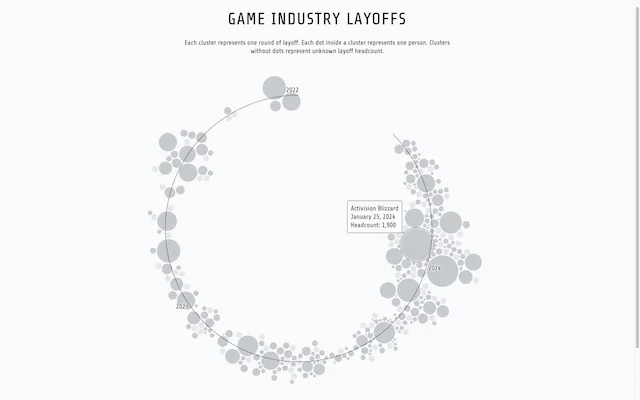 GAME INDUSTRY LAYOFFS
Each cluster represents one round of layoff. Each dot inside a cluster represents one person. Clusters
without dots represent unknown layoff headcount.
2022
Activision Blizzard
January 25, 2024
Headcount: 1,900
2024
2023